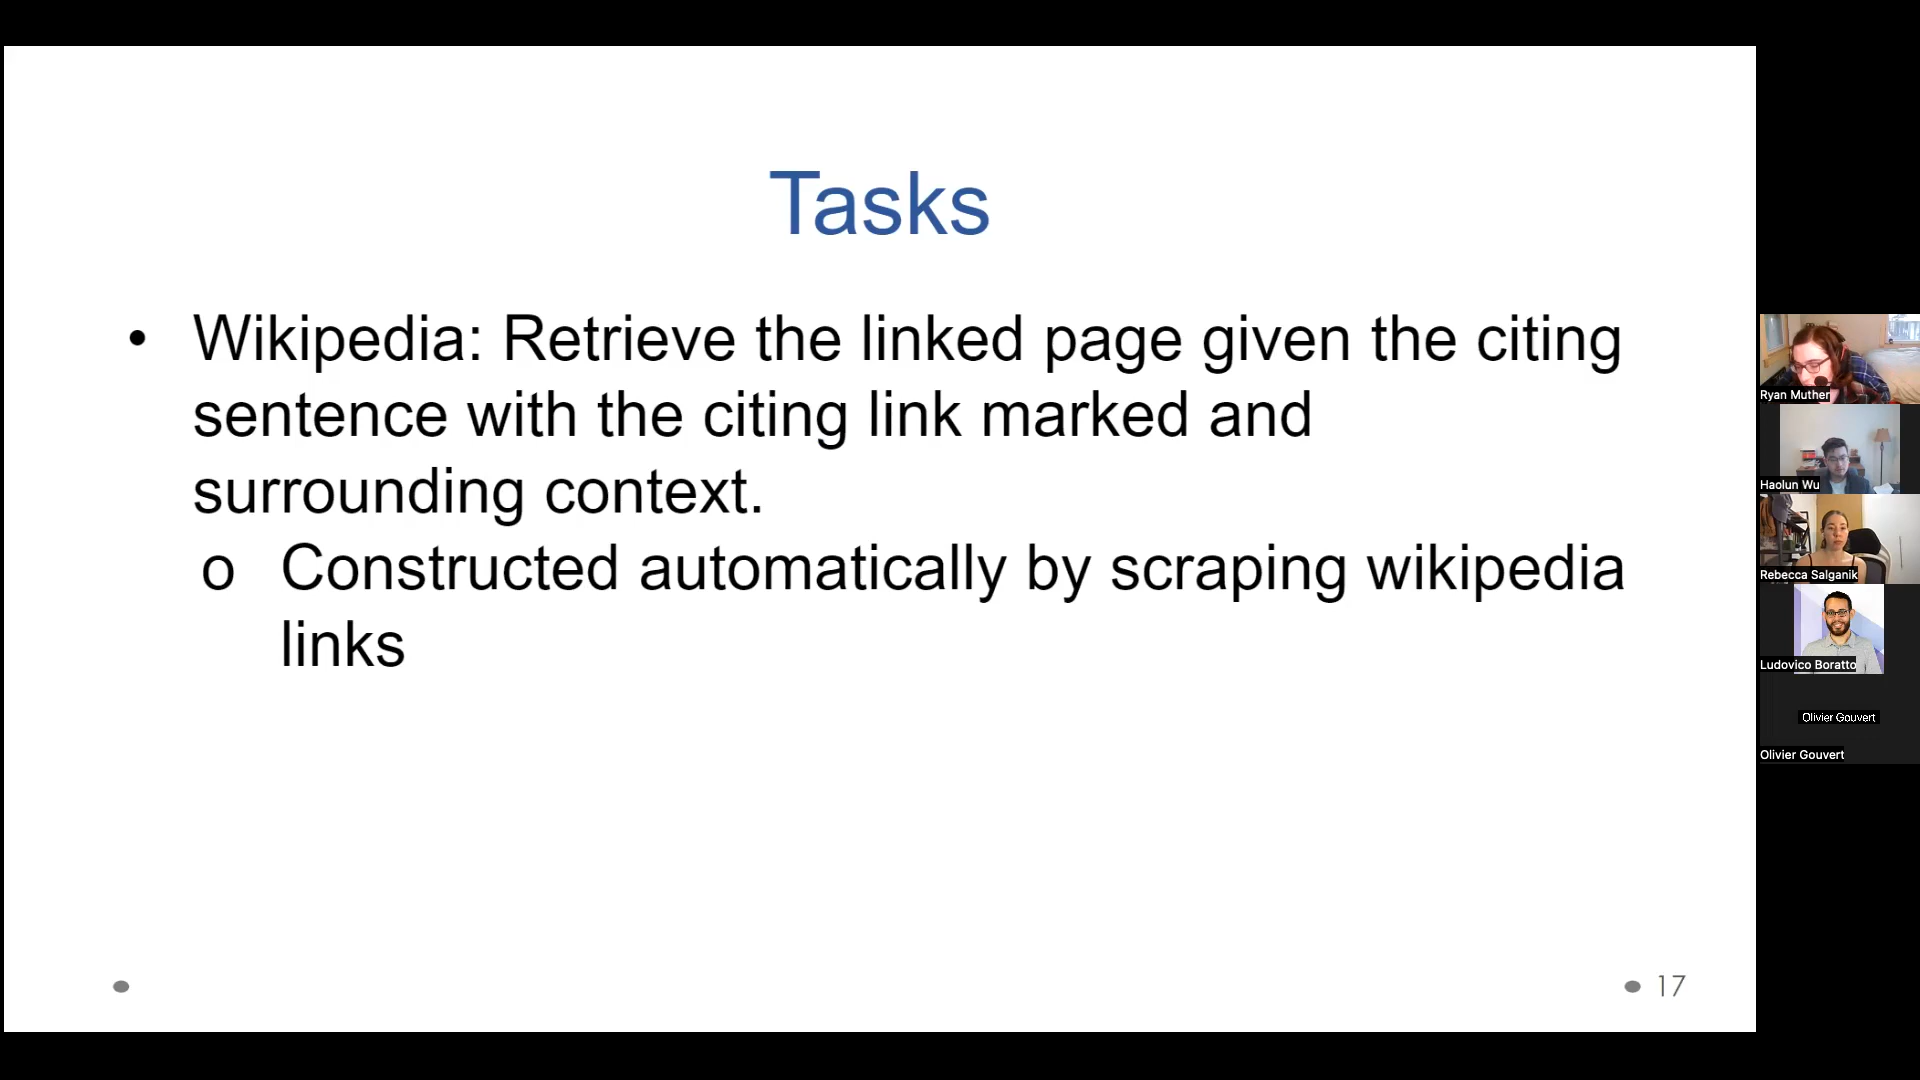 Tasks
• Wikipedia: Retrieve the linked page given the citing
sentence with the citing link marked and
surrounding context.
o Constructed automatically by scraping wikipedia
links
17
Ryan Muther
Haolun Wu
Rebecca Salganik
Ludovico Boratto
Olivier Gouvert
Olivier Gouvert